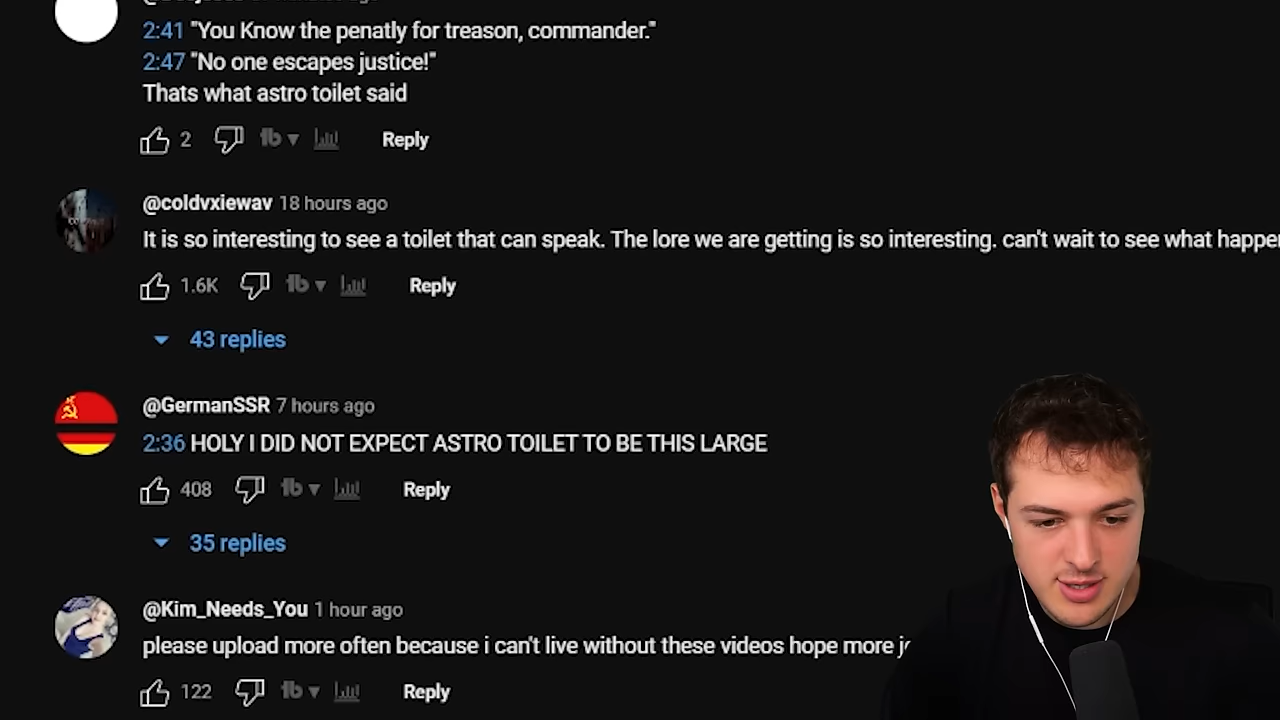 2:41 "You Know the penatly for treason, commander."
2:47 "No one escapes justice!"
Thats what astro toilet said
2 Reply
@coldvxiewav 18 hours ago
It is so interesting to see a toilet that can speak. The lore we are getting is so interesting. can't wait to see what
1.6K Reply
43 replies
@GermanSSR 7 hours ago
2:36 HOLY I DID NOT EXPECT ASTRO TOILET TO BE THIS LARGE
408 Reply
35 replies
@Kim_Needs_You 1 hour ago
please upload more often because i can't live without these videos hope more
122 Reply